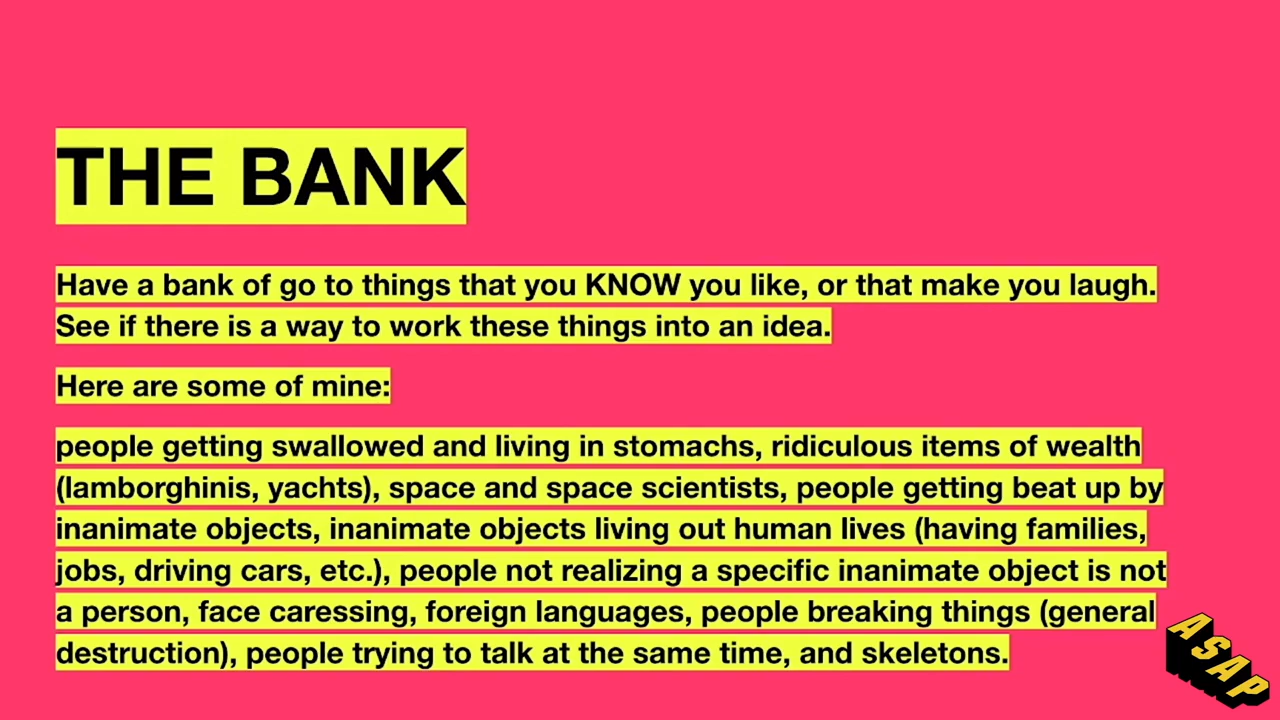 THE BANK
Have a bank of go to things that you KNOW you like, or that make you laugh.
See if there is a way to work these things into an idea.
Here are some of mine:
people getting swallowed and living in stomachs, ridiculous items of wealth
(lamborghinis, yachts), space and space scientists, people getting beat up by
inanimate objects, inanimate objects living out human lives (having families,
jobs, driving cars, etc.), people not realizing a specific inanimate object is not
a person, face caressing, foreign languages, people breaking things (general
destruction), people trying to talk at the same time, and skeletons.
ASAP